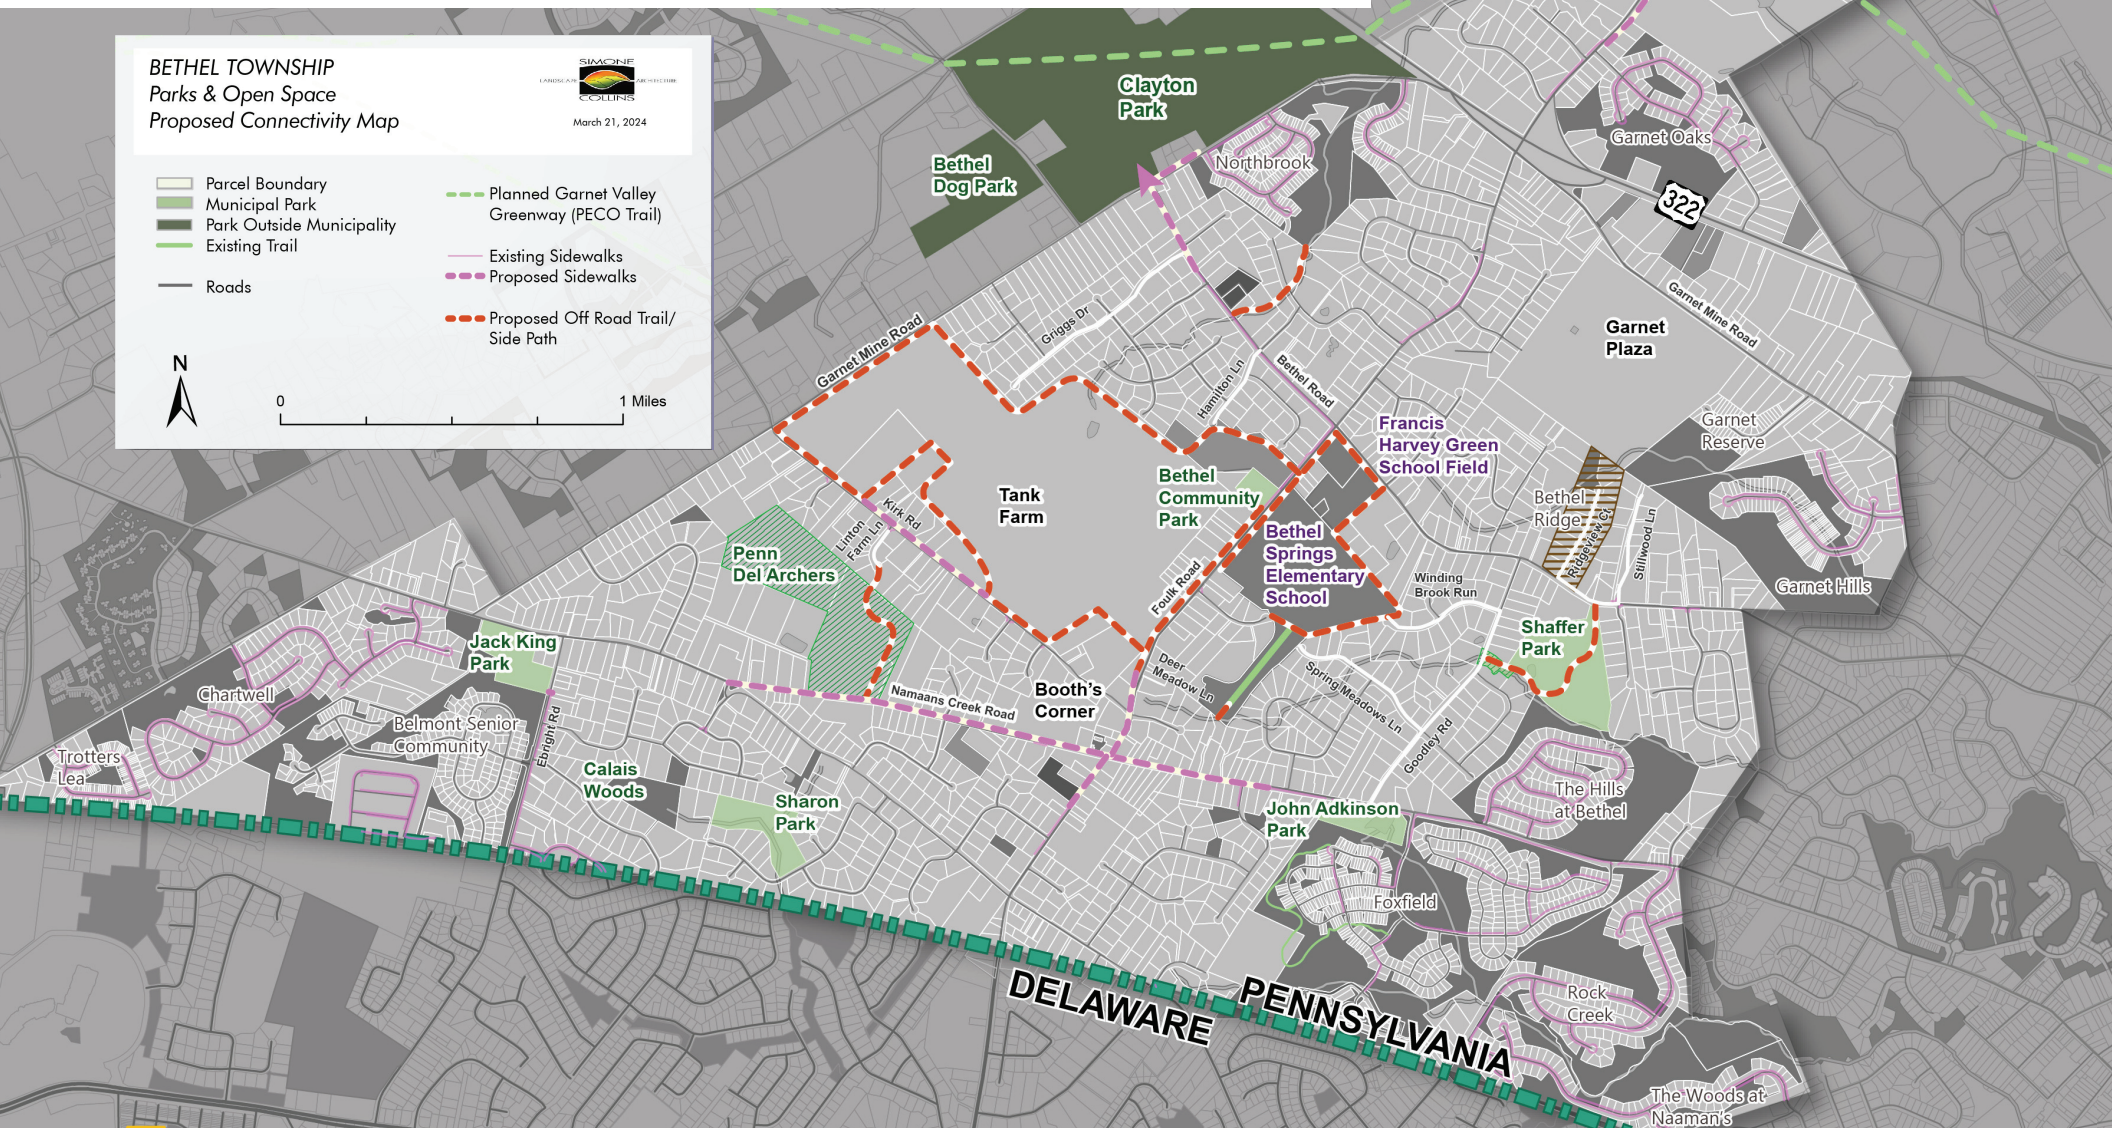 BETHEL TOWNSHIP
Parks & Open Space
Proposed Connectivity Map
SIMONE
LANDSCAPE ARCHITECTURE
COLLINS
March 21, 2024
Parcel Boundary
Municipal Park
Park Outside Municipality
Existing Trail
Roads
Planned Garnet Valley
Greenway (PECO Trail)
Existing Sidewalks
Proposed Sidewalks
Proposed Off Road Trail/
Side Path
N
0
1 Miles
Clayton
Park
Bethel
Dog Park
Northbrook
Garnet Oaks
322
Garnet Mine Road
Griggs Dr
Garnet Mine Road
Garnet
Plaza
Hamilton Ln
Bethel Road
Francis
Harvey Green
School Field
Garnet
Reserve
Bethel
Community
Park
Tank
Farm
Kirk Rd
Linton
Farm Ln
Penn
Del Archers
Bethel
Springs
Elementary
School
Bethel
Ridge
Ridgeview Ct
Stillwood Ln
Garnet Hills
Foulk Road
Winding
Brook Run
Shaffer
Park
Jack King
Park
Chartwell
Belmont Senior
Community
Trotters
Lea
Ebright Rd
Calais
Woods
Sharon
Park
Namaans Creek Road
Booth's
Corner
Deer
Meadow Ln
Spring Meadows Ln
Goodley Rd
John Adkinson
Park
The Hills
at Bethel
Foxfield
Rock
Creek
The Woods at
Naaman's
DELAWARE
PENNSYLVANIA